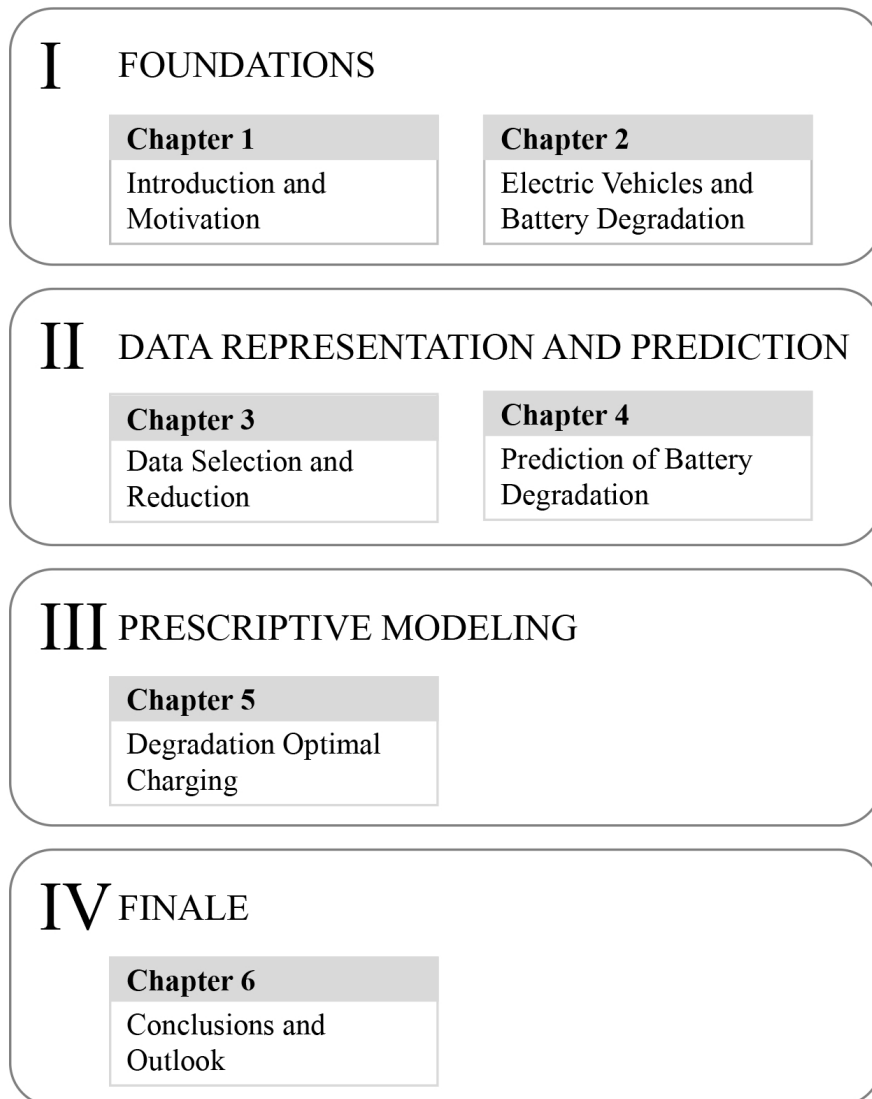 I FOUNDATIONS
Chapter 1
Introduction and
Motivation
Chapter 2
Electric Vehicles and
Battery Degradation
II DATA REPRESENTATION AND PREDICTION
Chapter 3
Data Selection and
Reduction
Chapter 4
Prediction of Battery
Degradation
III PRESCRIPTIVE MODELING
Chapter 5
Degradation Optimal
Charging
IV FINALE
Chapter 6
Conclusions and
Outlook